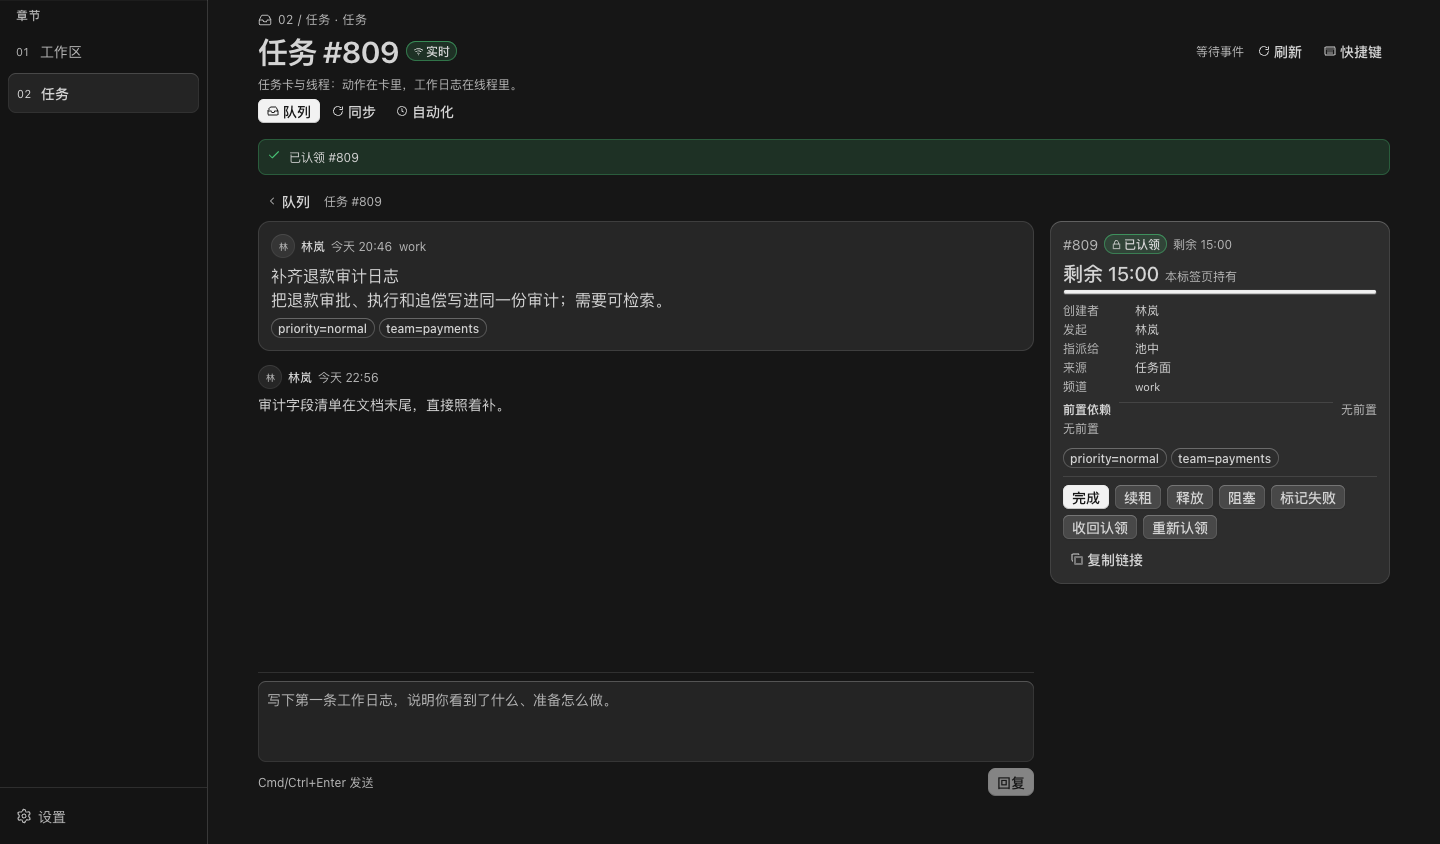 章节
01 工作区
02 任务
设置
02 / 任务 · 任务
任务 #809 实时
等待事件 刷新 快捷键
任务卡与线程：动作在卡里，工作日志在线程里。
队列 同步 自动化
已认领 #809
队列 任务 #809
林 林岚 今天 20:46 work
补齐退款审计日志
把退款审批、执行和追偿写进同一份审计；需要可检索。
priority=normal team=payments
林 林岚 今天 22:56
审计字段清单在文档末尾，直接照着补。
写下第一条工作日志，说明你看到了什么、准备怎么做。
Cmd/Ctrl+Enter 发送 回复
#809 已认领 剩余 15:00
剩余 15:00 本标签页持有
创建者 林岚
发起 林岚
指派给 池中
来源 任务面
频道 work
前置依赖 无前置
无前置
priority=normal team=payments
完成 续租 释放 阻塞 标记失败
收回认领 重新认领
复制链接